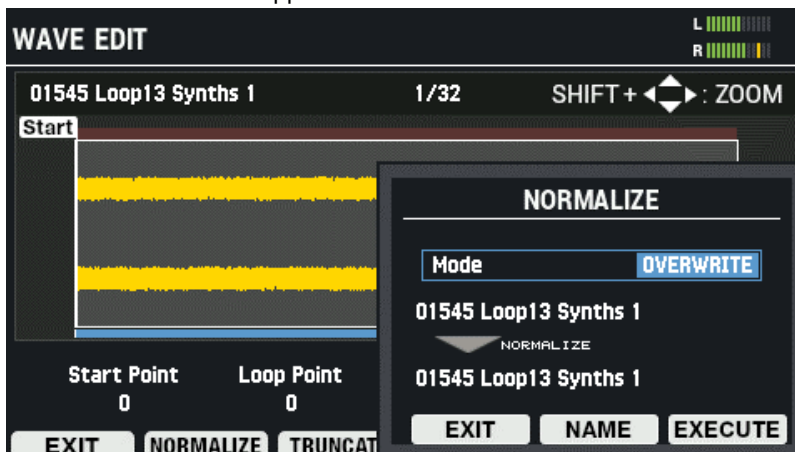 WAVE EDIT
L
R
01545 Loop13 Synths 1 1/32 SHIFT + : ZOOM
Start
NORMALIZE
Mode OVERWRITE
01545 Loop13 Synths 1
NORMALIZE
01545 Loop13 Synths 1
Start Point Loop Point
0 0
EXIT NORMALIZE TRUNCAT
EXIT NAME EXECUTE